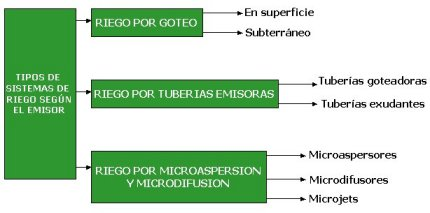 TIPOS DE
SISTEMAS DE
RIEGO SEGÚN
EL EMISOR
RIEGO POR GOTEO
En superficie
Subterráneo
RIEGO POR TUBERIAS EMISORAS
Tuberías goteadoras
Tuberías exudantes
RIEGO POR MICROASPERSION
Y MICRODIFUSION
Microaspersores
Microdifusores
Microjets